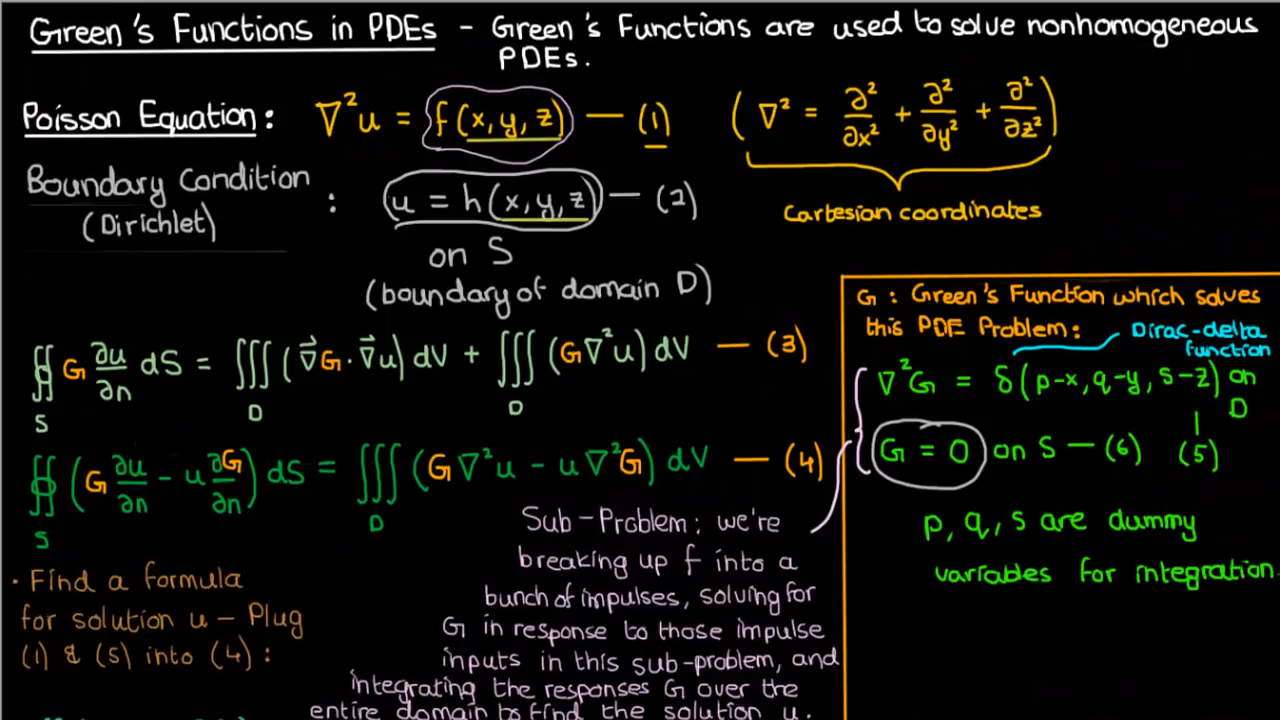 Green's Functions in PDEs - Green's Functions are used to solve nonhomogeneous
PDEs.
Poisson Equation: ∇²u = f(x,y,z) — (1) (∇² = ∂²/∂x² + ∂²/∂y² + ∂²/∂z²)
Cartesian coordinates
Boundary Condition
(Dirichlet) : u = h(x,y,z) — (2)
on S
(boundary of domain D)
∯_S G ∂u/∂n dS = ∭_D (∇⃗G · ∇⃗u) dV + ∭_D (G∇²u) dV — (3)
∯_S (G ∂u/∂n - u ∂G/∂n) dS = ∭_D (G∇²u - u∇²G) dV — (4)
G: Green's Function which solves
this PDE Problem:
Dirac-delta
function
∇²G = δ(p-x, q-y, s-z) on
D
(5)
G = 0 on S — (6)
p, q, s are dummy
variables for integration.
Sub-Problem: we're
breaking up f into a
bunch of impulses, solving for
G in response to those impulse
inputs in this sub-problem, and
integrating the responses G over the
entire domain to find the solution u.
· Find a formula
for solution u - Plug
(1) & (5) into (4):